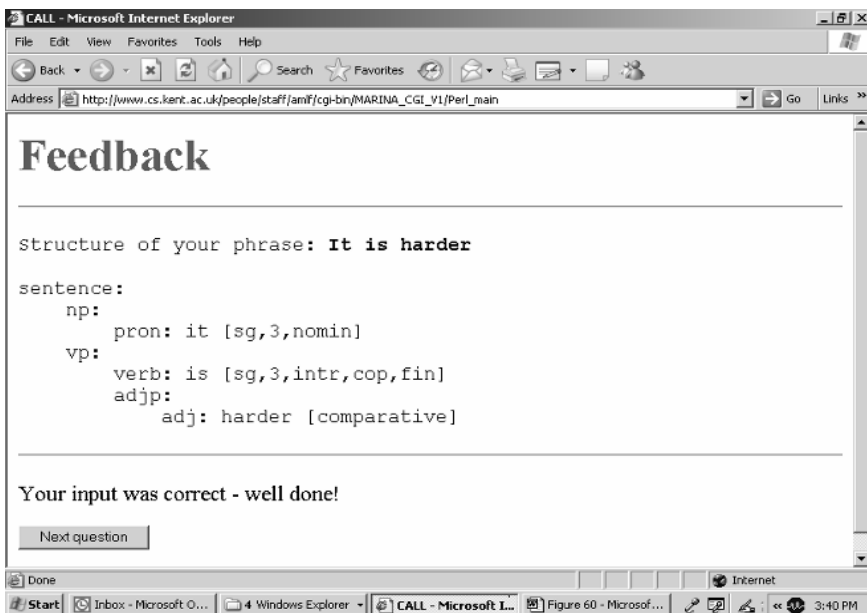 CALL - Microsoft Internet Explorer
File Edit View Favorites Tools Help
Back Search Favorites
Address http://www.cs.kent.ac.uk/people/staff/amlf/cgi-bin/MARINA_CGI_V1/Perl_main Go Links »
Feedback
Structure of your phrase: It is harder
sentence:
np:
pron: it [sg,3,nomin]
vp:
verb: is [sg,3,intr,cop,fin]
adjp:
adj: harder [comparative]
Your input was correct - well done!
Next question
Done Internet
Start Inbox - Microsoft O... 4 Windows Explorer CALL - Microsoft I... Figure 60 - Microsof... « 3:40 PM